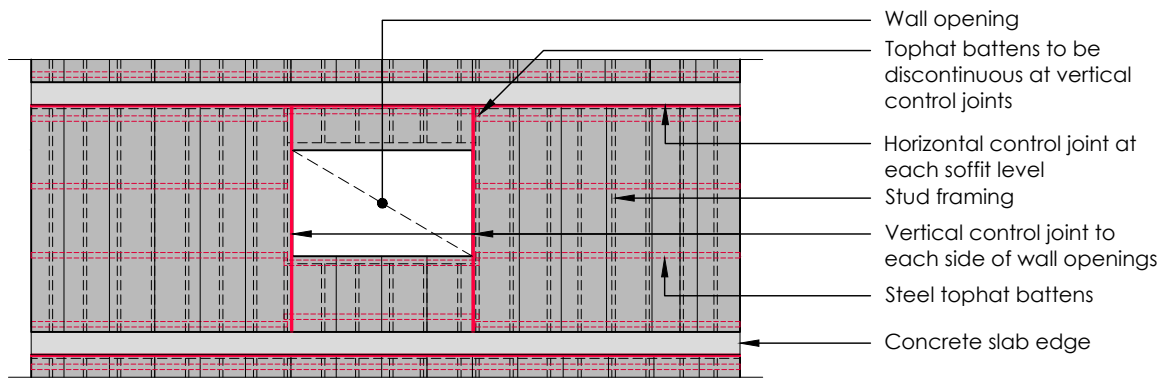 Wall opening
Tophat battens to be
discontinuous at vertical
control joints
Horizontal control joint at
each soffit level
Stud framing
Vertical control joint to
each side of wall openings
Steel tophat battens
Concrete slab edge